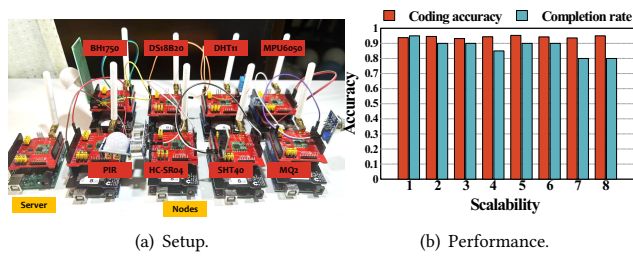 BH1750 DS18B20 DHT11 MPU6050
PIR HC-SR04 SHT40 MQ2
Server Nodes
(a) Setup.
Coding accuracy Completion rate
Accuracy
1
0.9
0.8
0.7
0.6
0.5
0.4
0.3
0.2
0.1
0
1 2 3 4 5 6 7 8
Scalability
(b) Performance.